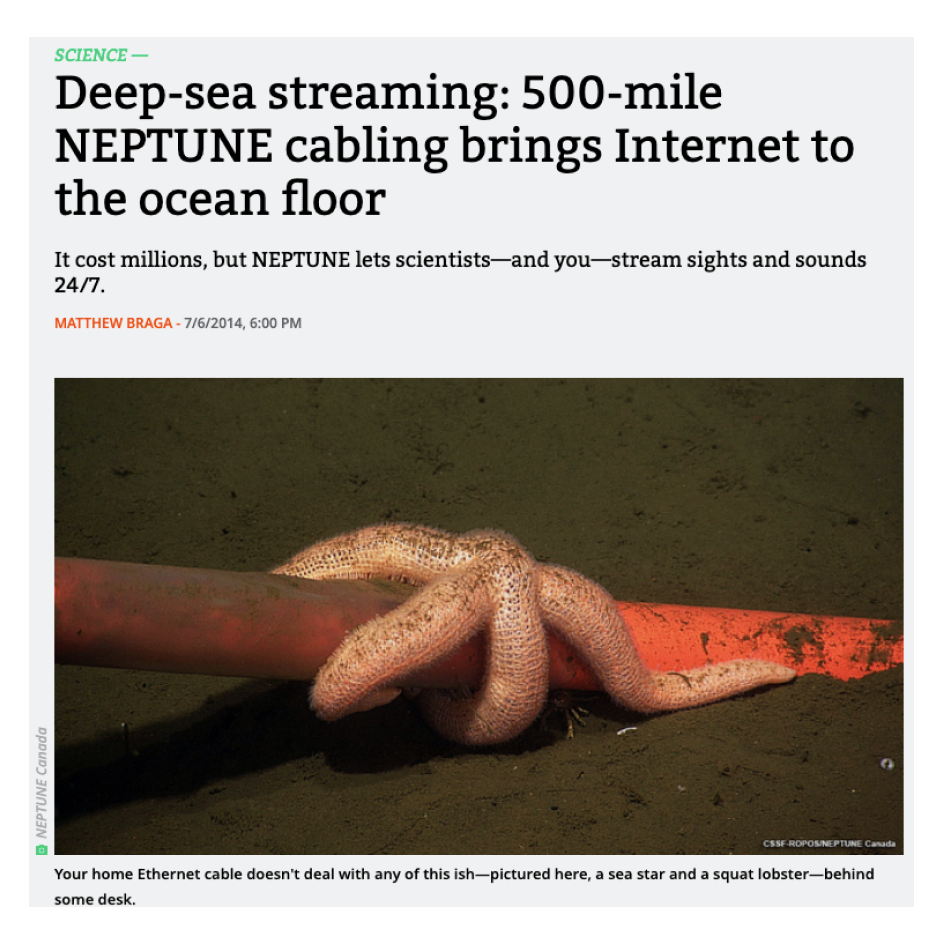 SCIENCE —
Deep-sea streaming: 500-mile
NEPTUNE cabling brings Internet to
the ocean floor
It cost millions, but NEPTUNE lets scientists—and you—stream sights and sounds
24/7.
MATTHEW BRAGA - 7/6/2014, 6:00 PM
NEPTUNE Canada
CSSF-ROPOS/NEPTUNE Canada
Your home Ethernet cable doesn't deal with any of this ish—pictured here, a sea star and a squat lobster—behind
some desk.